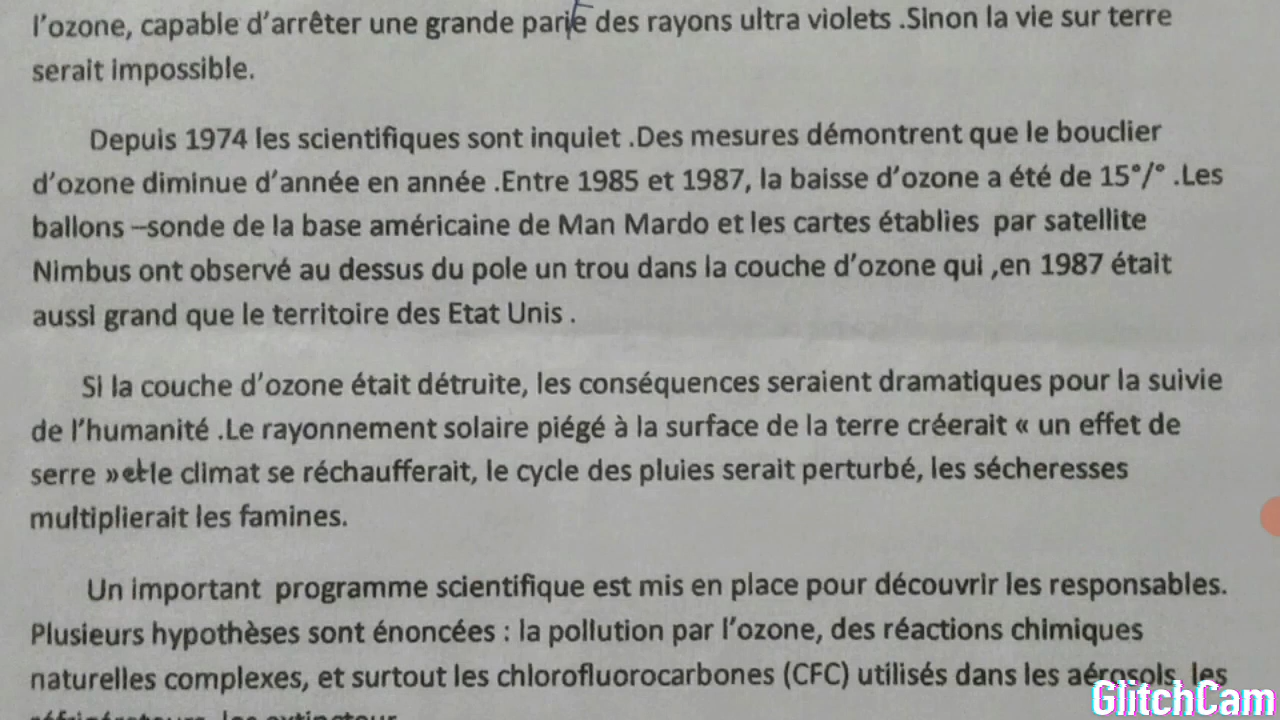 l'ozone, capable d'arrêter une grande partie des rayons ultra violets .Sinon la vie sur terre
serait impossible.
Depuis 1974 les scientifiques sont inquiet .Des mesures démontrent que le bouclier
d'ozone diminue d'année en année .Entre 1985 et 1987, la baisse d'ozone a été de 15°/° .Les
ballons –sonde de la base américaine de Man Mardo et les cartes établies par satellite
Nimbus ont observé au dessus du pole un trou dans la couche d'ozone qui ,en 1987 était
aussi grand que le territoire des Etat Unis .
Si la couche d'ozone était détruite, les conséquences seraient dramatiques pour la suivie
de l'humanité .Le rayonnement solaire piégé à la surface de la terre créerait « un effet de
serre »et le climat se réchaufferait, le cycle des pluies serait perturbé, les sécheresses
multiplierait les famines.
Un important programme scientifique est mis en place pour découvrir les responsables.
Plusieurs hypothèses sont énoncées : la pollution par l'ozone, des réactions chimiques
naturelles complexes, et surtout les chlorofluorocarbones (CFC) utilisés dans les aérosols, les
réfrigérateurs, les extincteur
GlitchCam